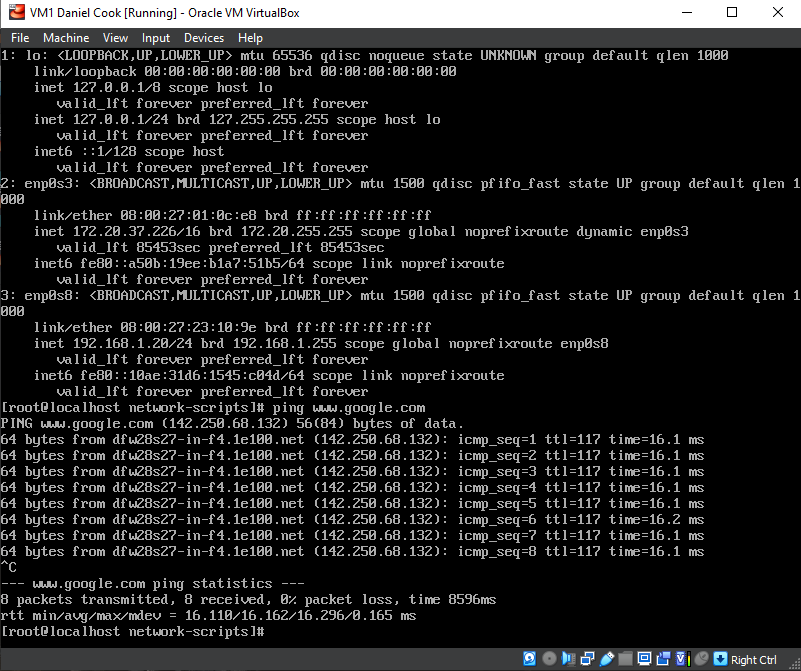 VM1 Daniel Cook [Running] - Oracle VM VirtualBox
File Machine View Input Devices Help
1: lo: <LOOPBACK,UP,LOWER_UP> mtu 65536 qdisc noqueue state UNKNOWN group default qlen 1000
    link/loopback 00:00:00:00:00:00 brd 00:00:00:00:00:00
    inet 127.0.0.1/8 scope host lo
       valid_lft forever preferred_lft forever
    inet 127.0.0.1/24 brd 127.255.255.255 scope host lo
       valid_lft forever preferred_lft forever
    inet6 ::1/128 scope host
       valid_lft forever preferred_lft forever
2: enp0s3: <BROADCAST,MULTICAST,UP,LOWER_UP> mtu 1500 qdisc pfifo_fast state UP group default qlen 1
000
    link/ether 08:00:27:01:0c:e8 brd ff:ff:ff:ff:ff:ff
    inet 172.20.37.226/16 brd 172.20.255.255 scope global noprefixroute dynamic enp0s3
       valid_lft 85453sec preferred_lft 85453sec
    inet6 fe80::a50b:19ee:b1a7:51b5/64 scope link noprefixroute
       valid_lft forever preferred_lft forever
3: enp0s8: <BROADCAST,MULTICAST,UP,LOWER_UP> mtu 1500 qdisc pfifo_fast state UP group default qlen 1
000
    link/ether 08:00:27:23:10:9e brd ff:ff:ff:ff:ff:ff
    inet 192.168.1.20/24 brd 192.168.1.255 scope global noprefixroute enp0s8
       valid_lft forever preferred_lft forever
    inet6 fe80::10ae:31d6:1545:c04d/64 scope link noprefixroute
       valid_lft forever preferred_lft forever
[root@localhost network-scripts]# ping www.google.com
PING www.google.com (142.250.68.132) 56(84) bytes of data.
64 bytes from dfw28s27-in-f4.1e100.net (142.250.68.132): icmp_seq=1 ttl=117 time=16.1 ms
64 bytes from dfw28s27-in-f4.1e100.net (142.250.68.132): icmp_seq=2 ttl=117 time=16.1 ms
64 bytes from dfw28s27-in-f4.1e100.net (142.250.68.132): icmp_seq=3 ttl=117 time=16.1 ms
64 bytes from dfw28s27-in-f4.1e100.net (142.250.68.132): icmp_seq=4 ttl=117 time=16.1 ms
64 bytes from dfw28s27-in-f4.1e100.net (142.250.68.132): icmp_seq=5 ttl=117 time=16.1 ms
64 bytes from dfw28s27-in-f4.1e100.net (142.250.68.132): icmp_seq=6 ttl=117 time=16.2 ms
64 bytes from dfw28s27-in-f4.1e100.net (142.250.68.132): icmp_seq=7 ttl=117 time=16.1 ms
64 bytes from dfw28s27-in-f4.1e100.net (142.250.68.132): icmp_seq=8 ttl=117 time=16.1 ms
^C
--- www.google.com ping statistics ---
8 packets transmitted, 8 received, 0% packet loss, time 8596ms
rtt min/avg/max/mdev = 16.110/16.162/16.296/0.165 ms
[root@localhost network-scripts]#
Right Ctrl